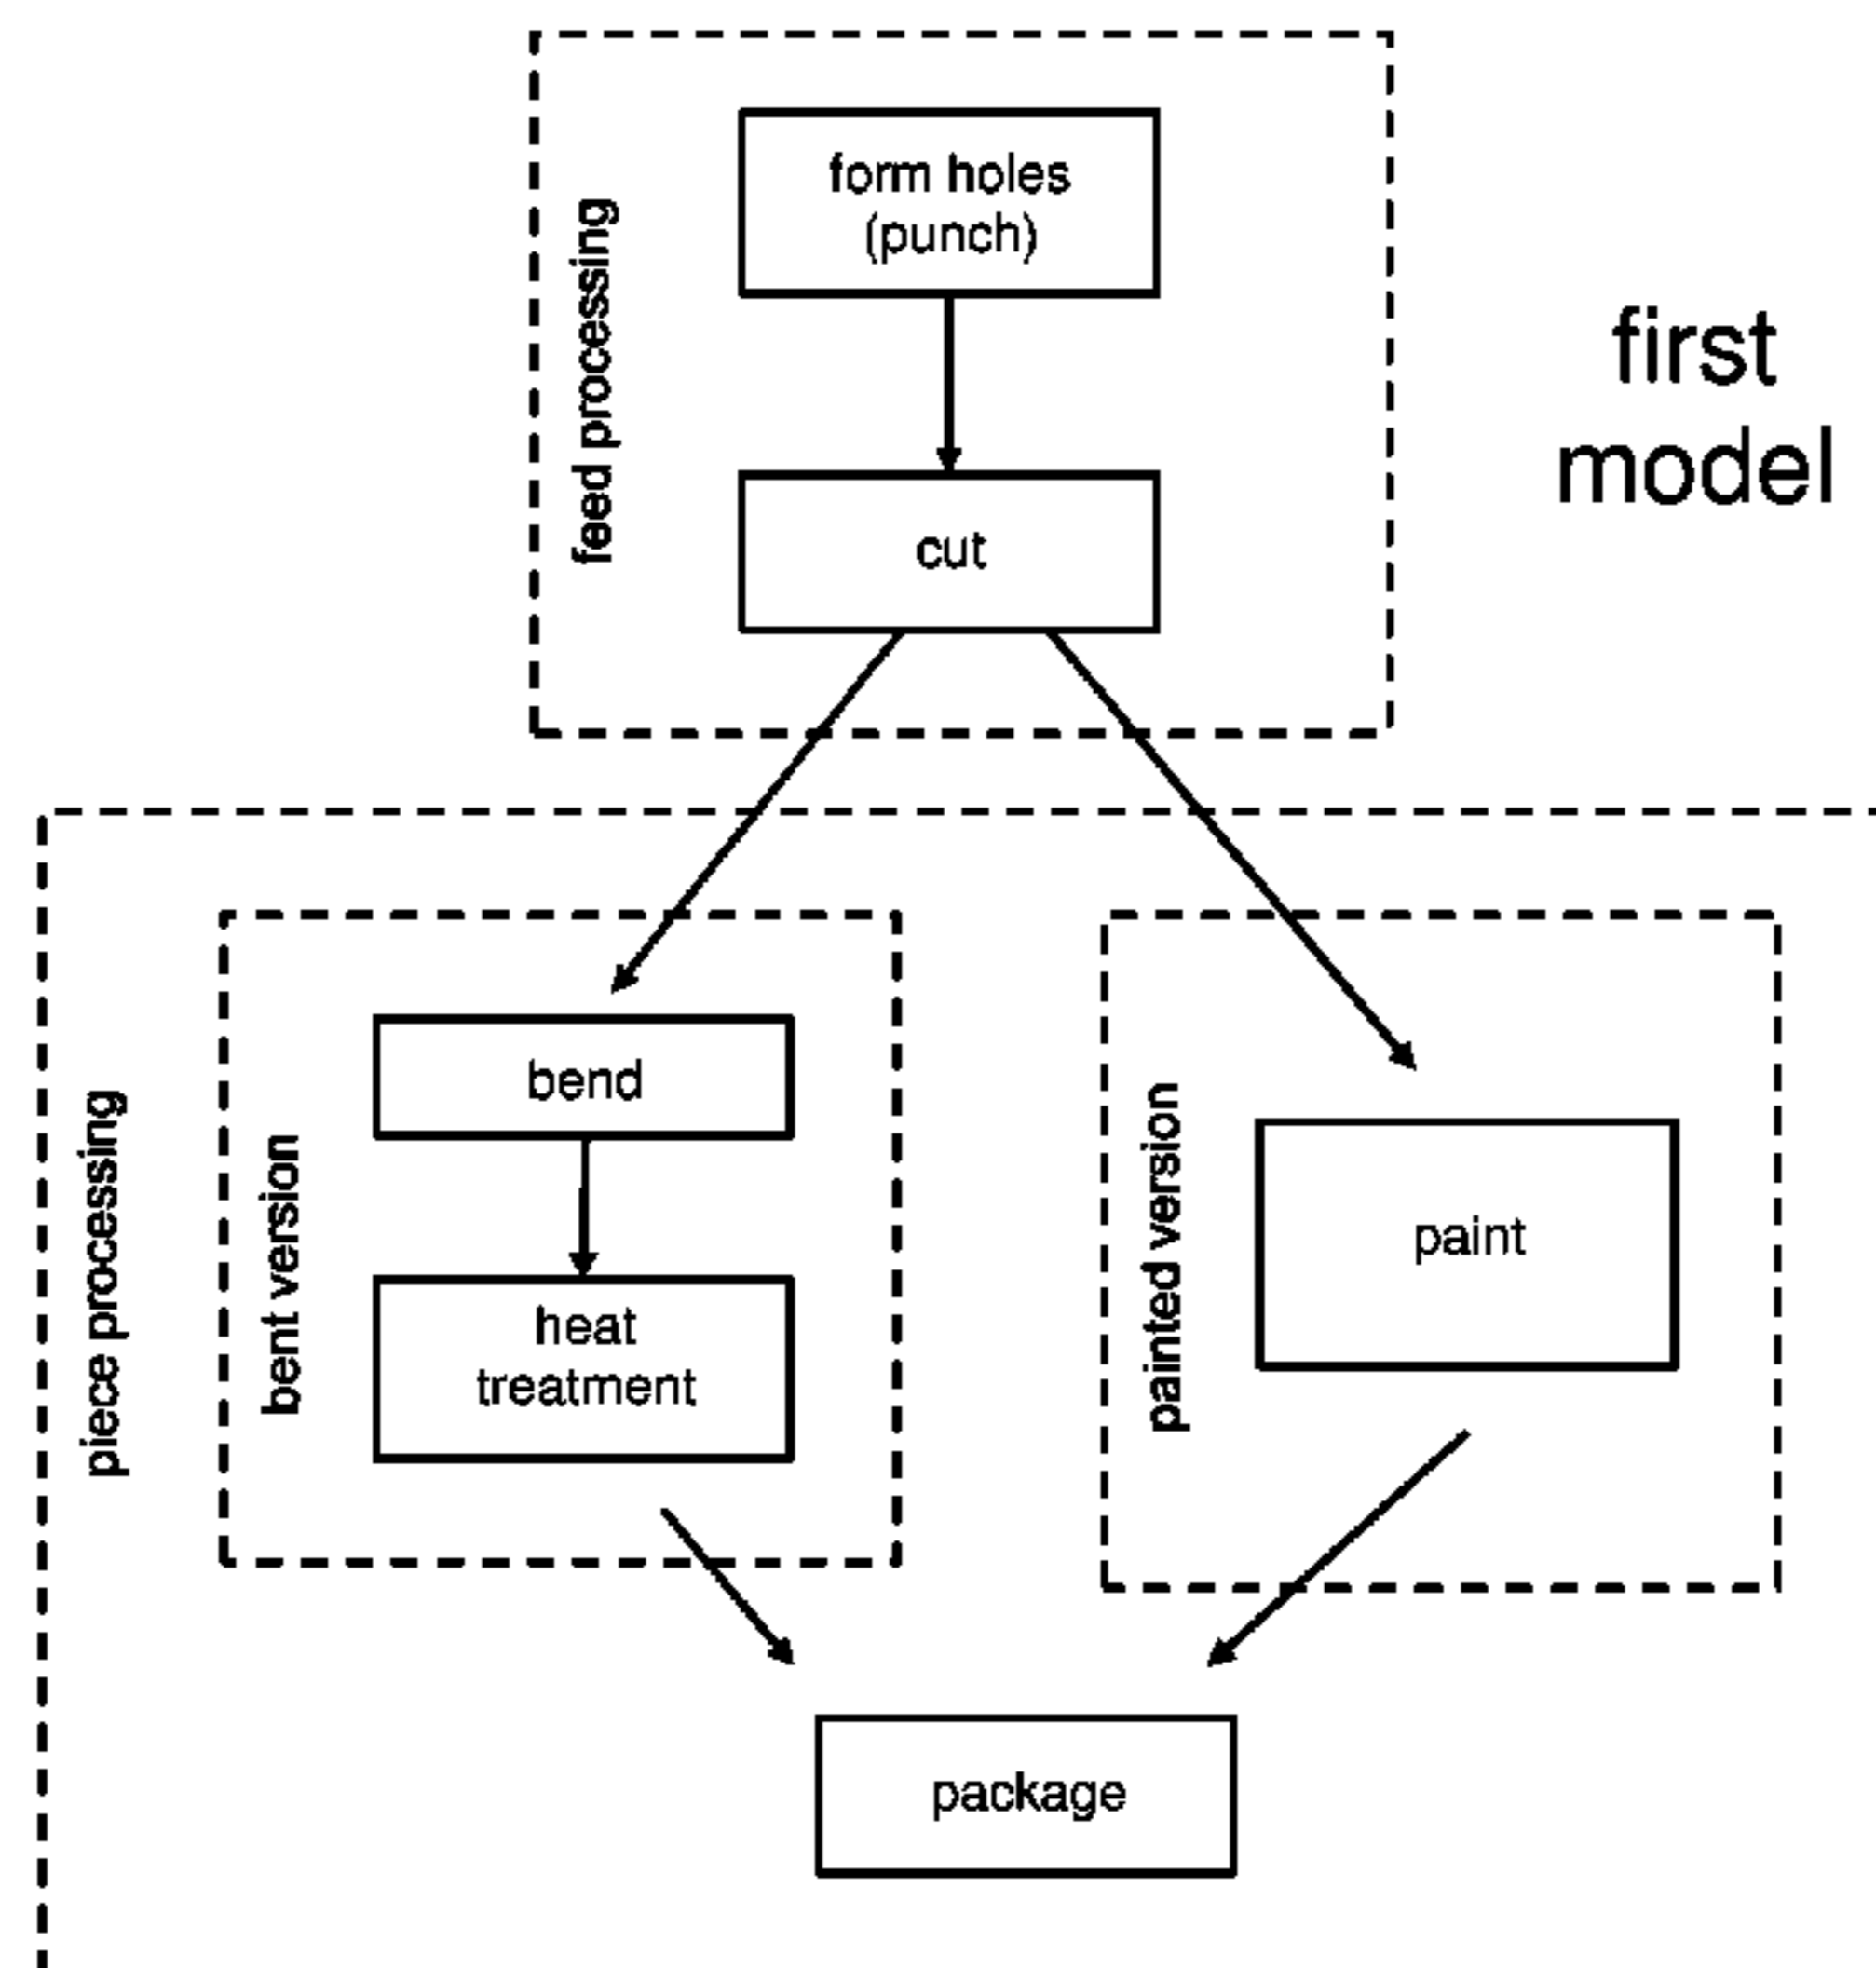 feed processing
form holes
(punch)
cut
first
model
piece processing
bent version
bend
heat
treatment
painted version
paint
package